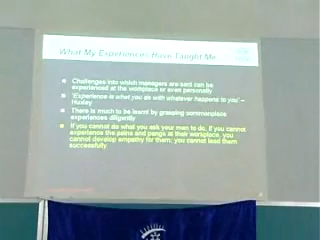 What My Experiences Have Taught Me
Challenges into which managers are sent can be
experienced at the workplace or even personally
'Experience is what you do with whatever happens to you' –
Huxley
There is much to be learnt by grasping commonplace
experiences diligently
If you cannot do what you ask your men to do, if you cannot
experience the pains and pangs at their workplace, you
cannot develop empathy for them; you cannot lead them
successfully